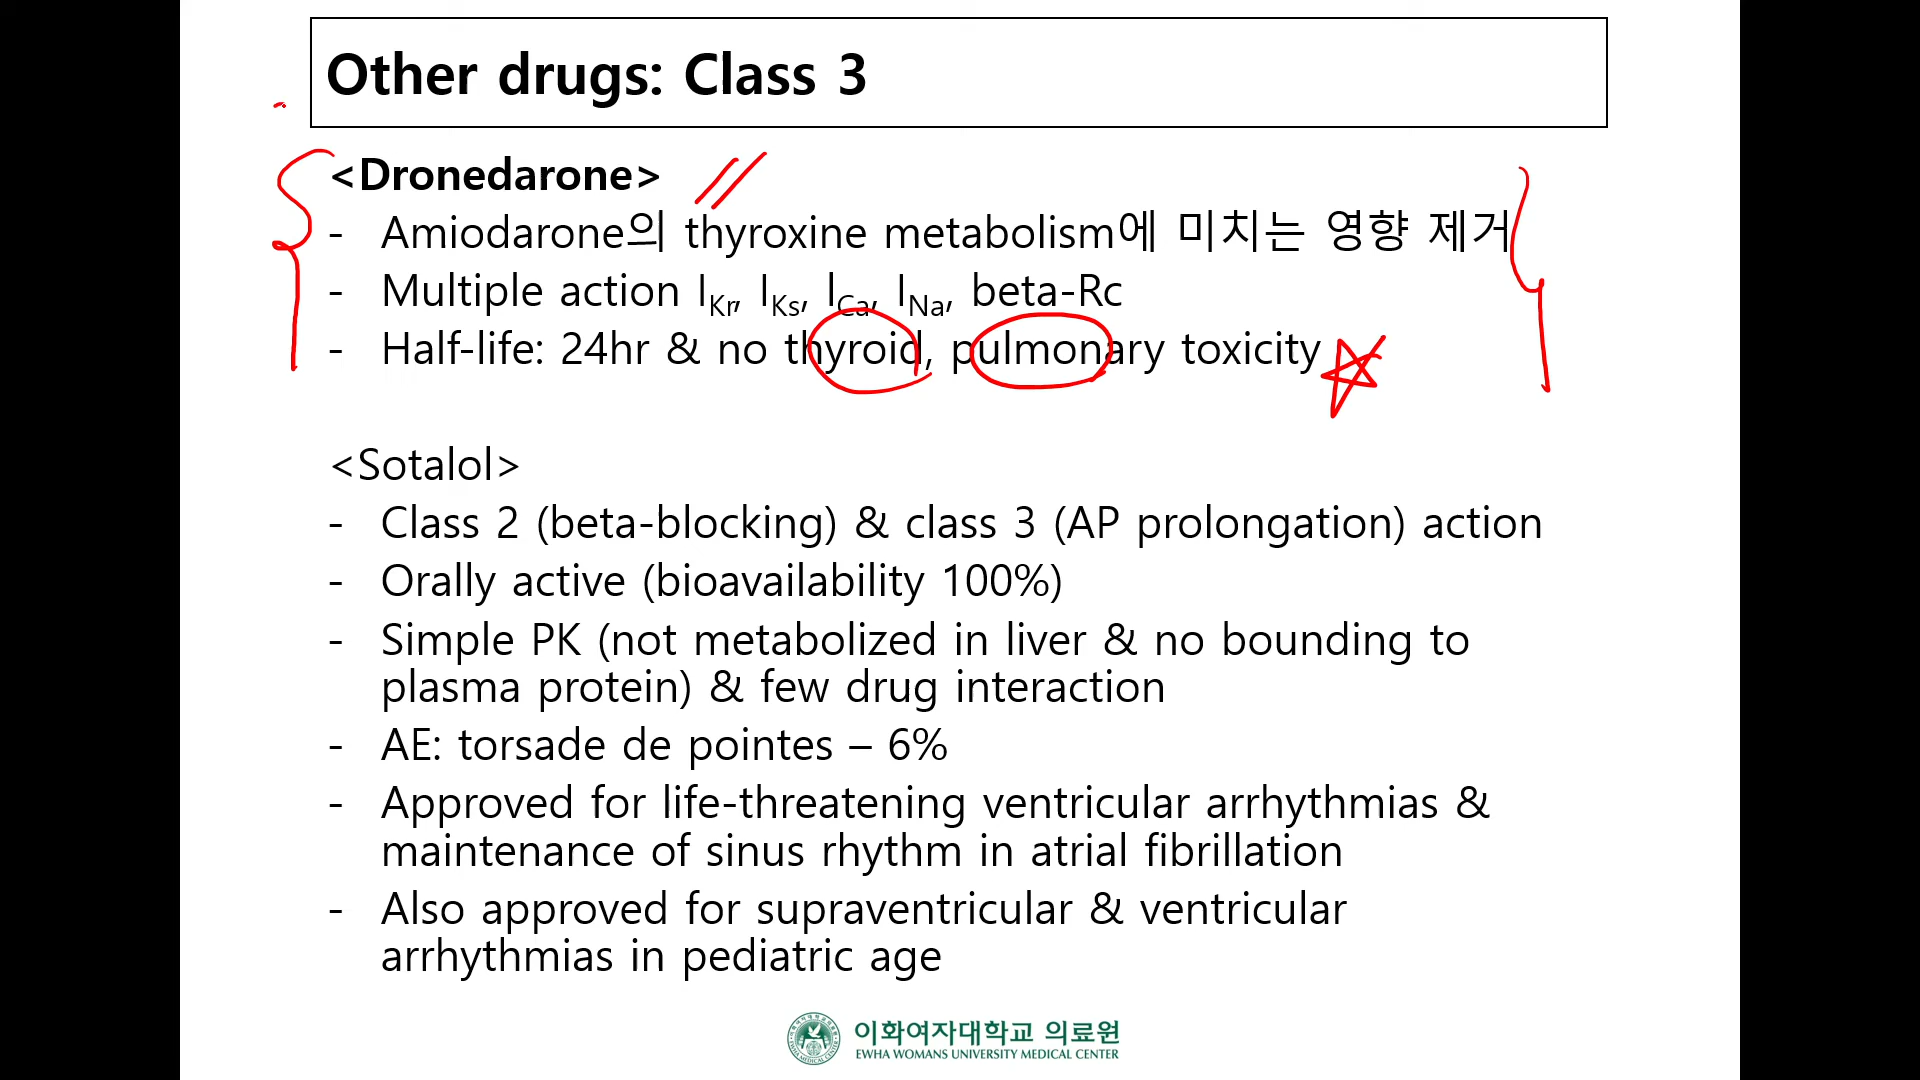 Other drugs: Class 3
<Dronedarone>
- Amiodarone의 thyroxine metabolism에 미치는 영향 제거
- Multiple action IKr, IKs, ICa, INa, beta-Rc
- Half-life: 24hr & no thyroid, pulmonary toxicity
<Sotalol>
- Class 2 (beta-blocking) & class 3 (AP prolongation) action
- Orally active (bioavailability 100%)
- Simple PK (not metabolized in liver & no bounding to
plasma protein) & few drug interaction
- AE: torsade de pointes – 6%
- Approved for life-threatening ventricular arrhythmias &
maintenance of sinus rhythm in atrial fibrillation
- Also approved for supraventricular & ventricular
arrhythmias in pediatric age
이화여자대학교 의료원
EWHA WOMANS UNIVERSITY MEDICAL CENTER